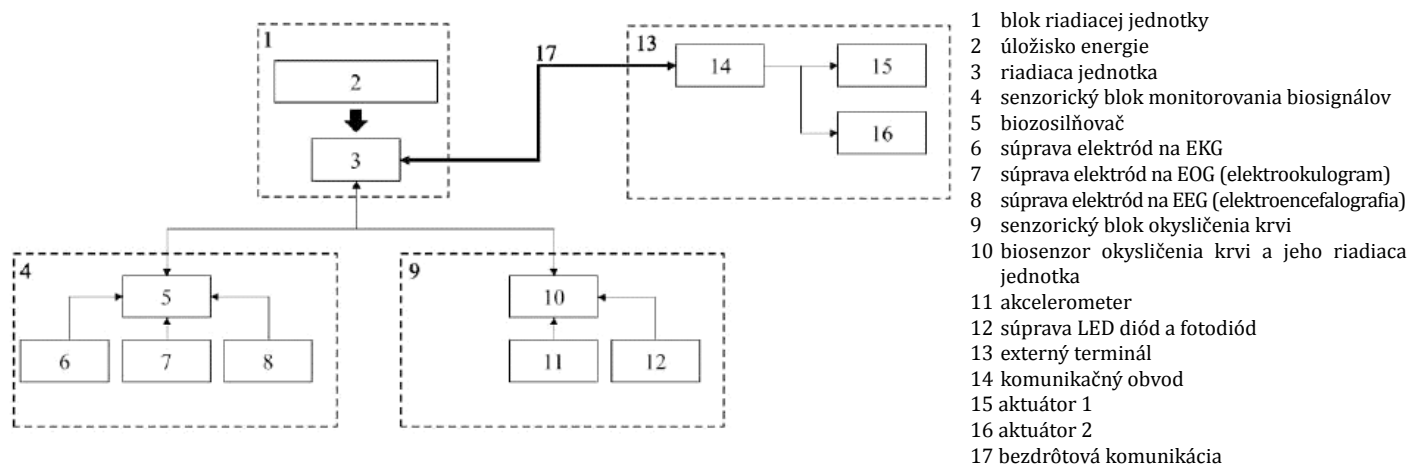 1
2
3
17
13
14
15
16
4
5
6
7
8
9
10
11
12
1 blok riadiacej jednotky
2 úložisko energie
3 riadiaca jednotka
4 senzorický blok monitorovania biosignálov
5 biozosilňovač
6 súprava elektród na EKG
7 súprava elektród na EOG (elektrookulogram)
8 súprava elektród na EEG (elektroencefalografia)
9 senzorický blok okysličenia krvi
10 biosenzor okysličenia krvi a jeho riadiaca
jednotka
11 akcelerometer
12 súprava LED diód a fotodiód
13 externý terminál
14 komunikačný obvod
15 aktuátor 1
16 aktuátor 2
17 bezdrôtová komunikácia